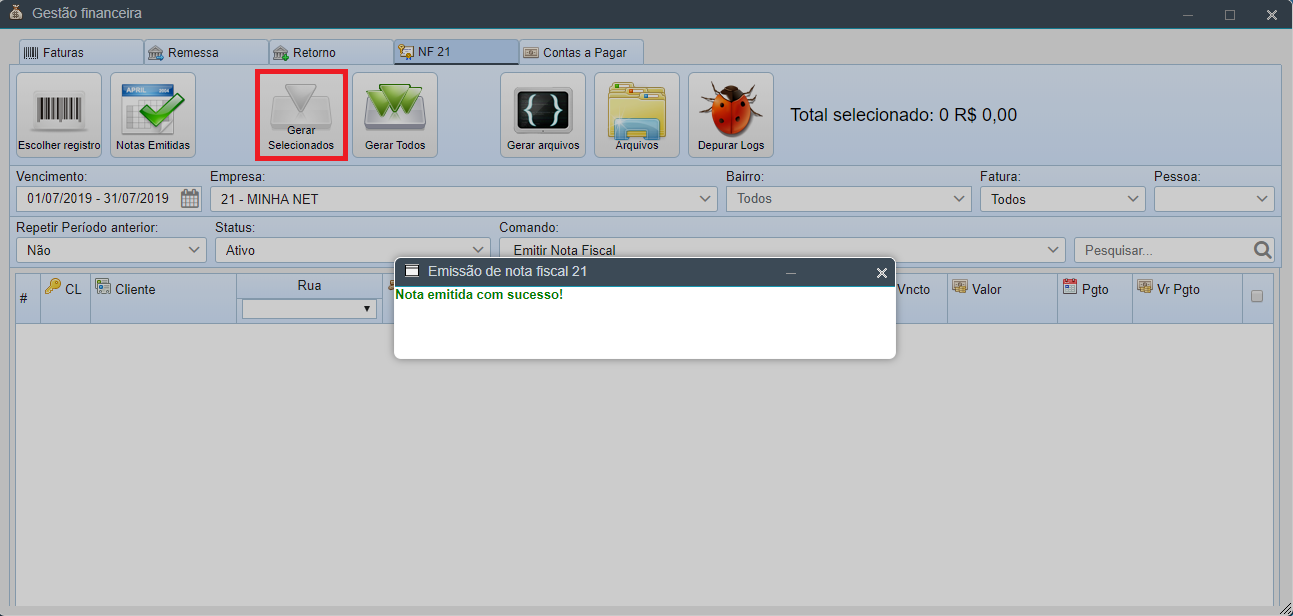 Gestão financeira
Faturas
Remessa
Retorno
NF 21
Contas a Pagar
APRIL 2004
Escolher registro
Notas Emitidas
Gerar
Selecionados
Gerar Todos
{ }
Gerar arquivos
Arquivos
Depurar Logs
Total selecionado: 0 R$ 0,00
Vencimento:
Empresa:
Bairro:
Fatura:
Pessoa:
01/07/2019 - 31/07/2019
21 - MINHA NET
Todos
Todos
Repetir Período anterior:
Status:
Comando:
Não
Ativo
Emitir Nota Fiscal
Pesquisar...
Emissão de nota fiscal 21
Nota emitida com sucesso!
#
CL
Cliente
Rua
Vncto
Valor
Pgto
Vr Pgto